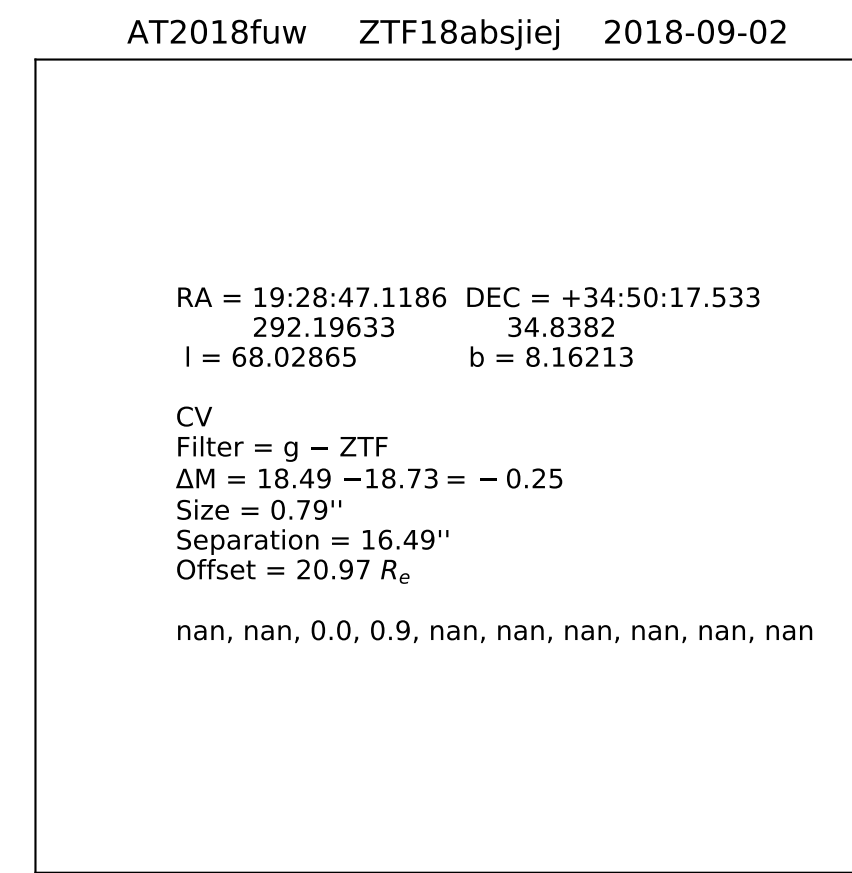 AT2018fuw ZTF18absjiej 2018-09-02
RA = 19:28:47.1186 DEC = +34:50:17.533
292.19633 34.8382
l = 68.02865 b = 8.16213
CV
Filter = g − ZTF
ΔM = 18.49 −18.73 = − 0.25
Size = 0.79''
Separation = 16.49''
Offset = 20.97 Rₑ
nan, nan, 0.0, 0.9, nan, nan, nan, nan, nan, nan